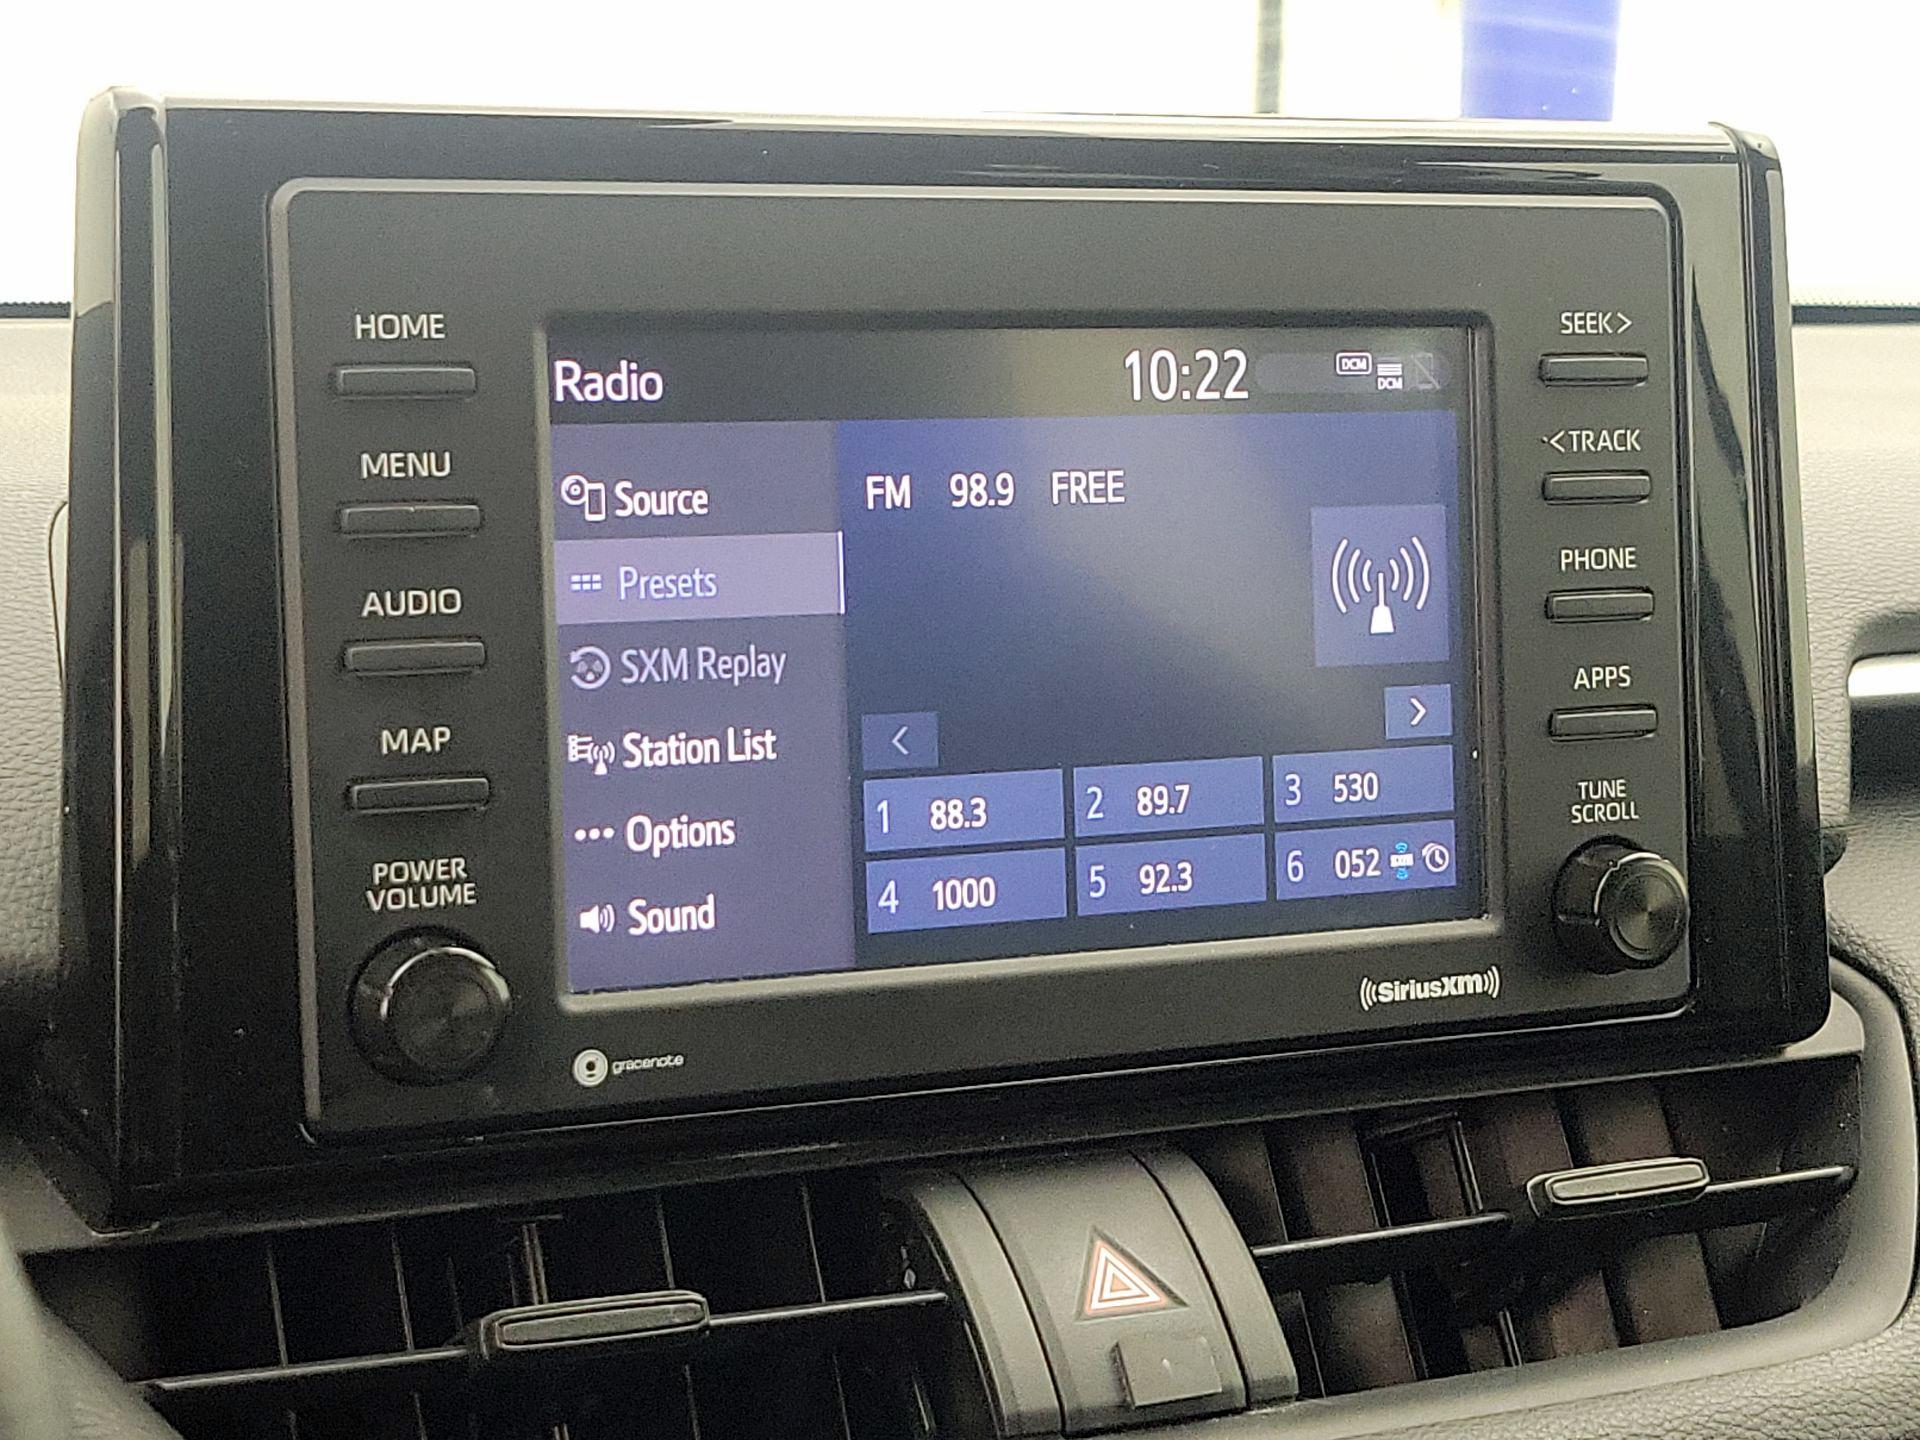 HOME
MENU
AUDIO
MAP
POWER
VOLUME
Radio
10:22
DCM
DCM
Source
Presets
SXM Replay
Station List
Options
Sound
FM 98.9 FREE
<
>
1 88.3
2 89.7
3 530
4 1000
5 92.3
6 052
SEEK>
<TRACK
PHONE
APPS
TUNE
SCROLL
gracenote
SiriusXM